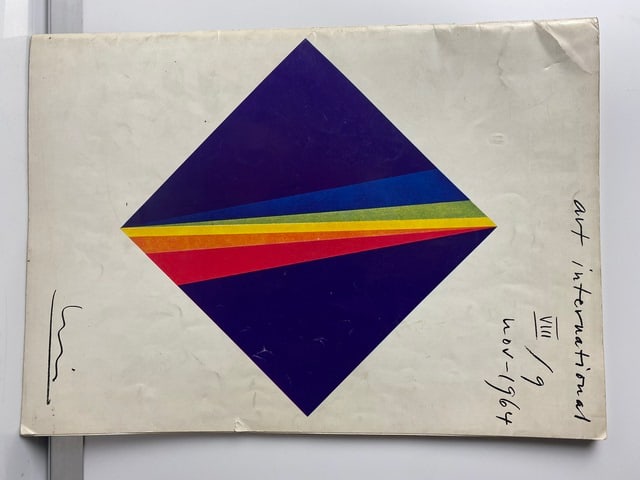 art international
VIII / 9
nov-1964